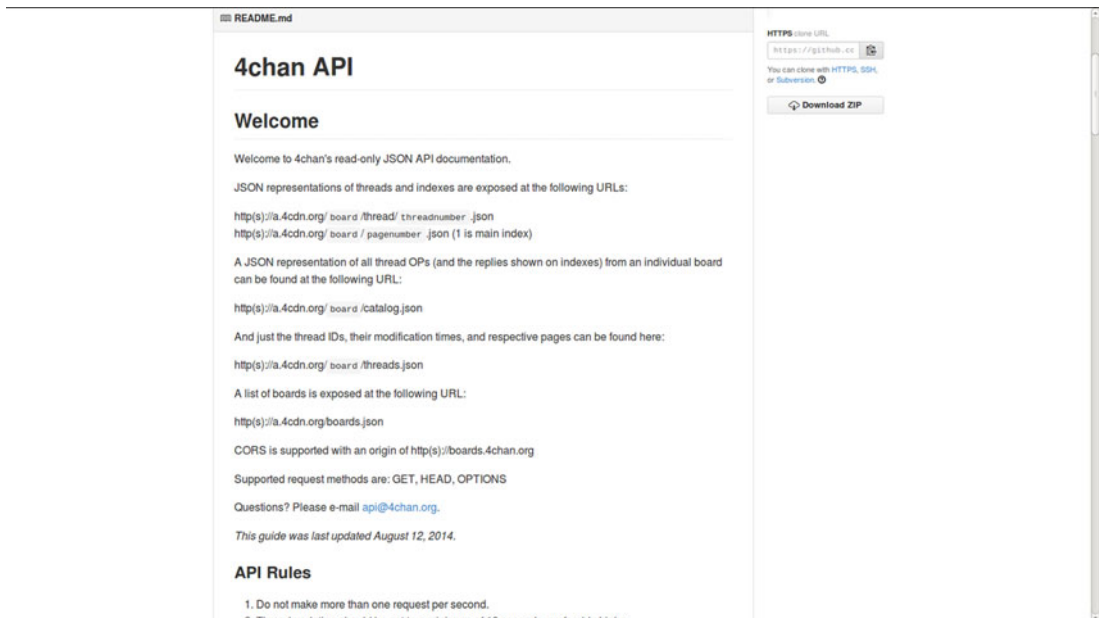 README.md
4chan API
Welcome
Welcome to 4chan's read-only JSON API documentation.
JSON representations of threads and indexes are exposed at the following URLs:
http(s)://a.4cdn.org/ board /thread/ threadnumber .json
http(s)://a.4cdn.org/ board / pagenumber .json (1 is main index)
A JSON representation of all thread OPs (and the replies shown on indexes) from an individual board
can be found at the following URL:
http(s)://a.4cdn.org/ board /catalog.json
And just the thread IDs, their modification times, and respective pages can be found here:
http(s)://a.4cdn.org/ board /threads.json
A list of boards is exposed at the following URL:
http(s)://a.4cdn.org/boards.json
CORS is supported with an origin of http(s)://boards.4chan.org
Supported request methods are: GET, HEAD, OPTIONS
Questions? Please e-mail api@4chan.org.
This guide was last updated August 12, 2014.
API Rules
1. Do not make more than one request per second.
HTTPS clone URL
https://github.cc
You can clone with HTTPS, SSH,
or Subversion.
Download ZIP